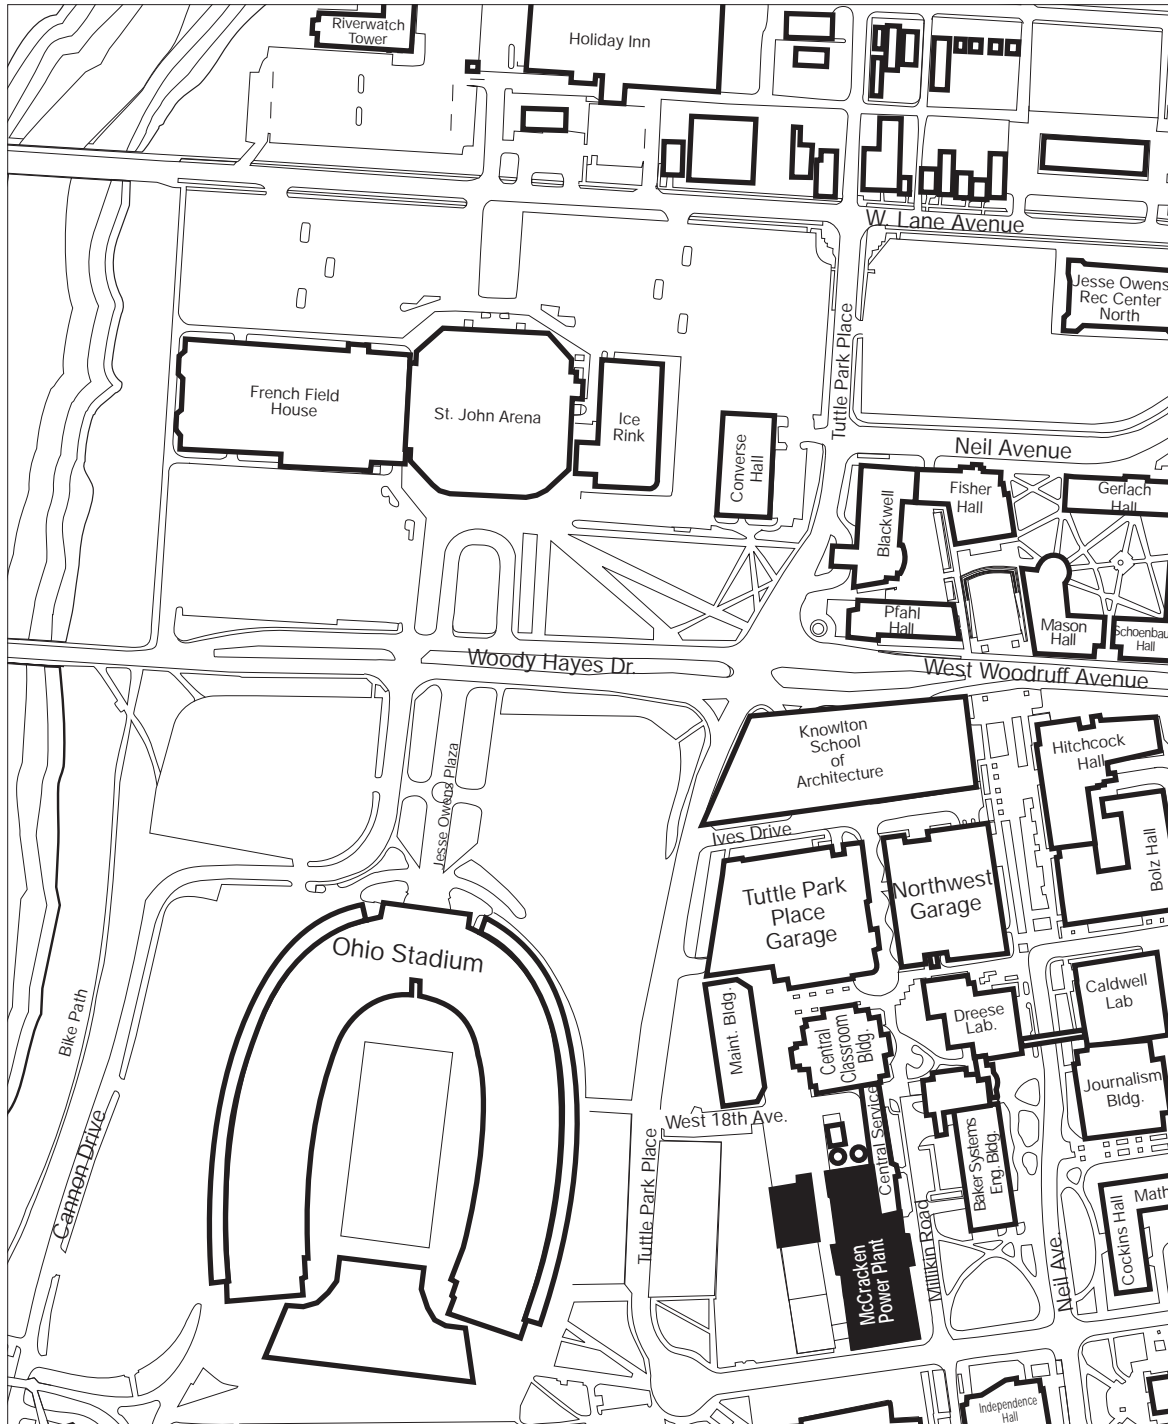 Riverwatch
Tower
Holiday Inn
W. Lane Avenue
Jesse Owens
Rec Center
North
Tuttle Park Place
French Field
House
St. John Arena
Ice
Rink
Converse
Hall
Neil Avenue
Blackwell
Fisher
Hall
Gerlach
Hall
Pfahl
Hall
Mason
Hall
Schoenbau
Hall
Woody Hayes Dr.
West Woodruff Avenue
Knowlton
School
of
Architecture
Hitchcock
Hall
Jesse Owens Plaza
Ives Drive
Bolz Hall
Tuttle Park
Place
Garage
Northwest
Garage
Ohio Stadium
Bike Path
Maint. Bldg.
Central
Classroom
Bldg.
Dreese
Lab.
Caldwell
Lab
Journalism
Bldg.
West 18th Ave.
Central Service
Baker Systems
Eng. Bldg.
Cannon Drive
Tuttle Park Place
McCracken
Power Plant
Millikin Road
Neil Ave.
Cockins Hall
Math
Independence
Hall